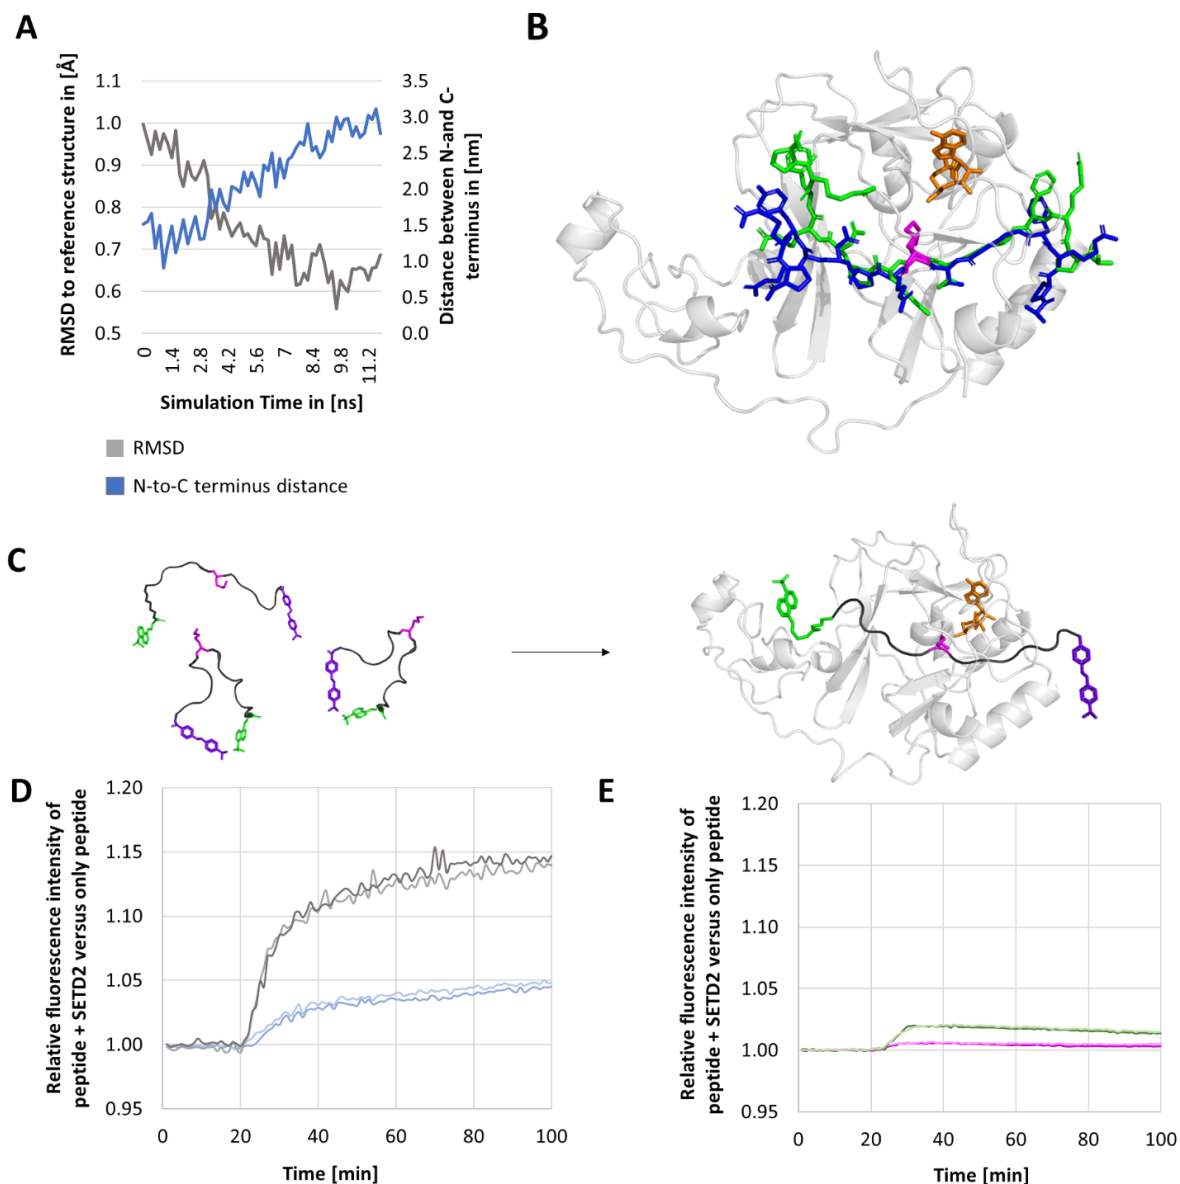 A
RMSD to reference structure in [Å]
1.1
1.0
0.9
0.8
0.7
0.6
0.5
3.5
3.0
2.5
2.0
1.5
1.0
0.5
0.0
Distance between N-and C-
terminus in [nm]
0
1.4
2.8
4.2
5.6
7
8.4
9.8
11.2
Simulation Time in [ns]
RMSD
N-to-C terminus distance
B
C
D
Relative fluorescence intensity of
peptide + SETD2 versus only peptide
1.20
1.15
1.10
1.05
1.00
0.95
0
20
40
60
80
100
Time [min]
E
Relative fluorescence intensity of
peptide + SETD2 versus only peptide
1.20
1.15
1.10
1.05
1.00
0.95
0
20
40
60
80
100
Time [min]